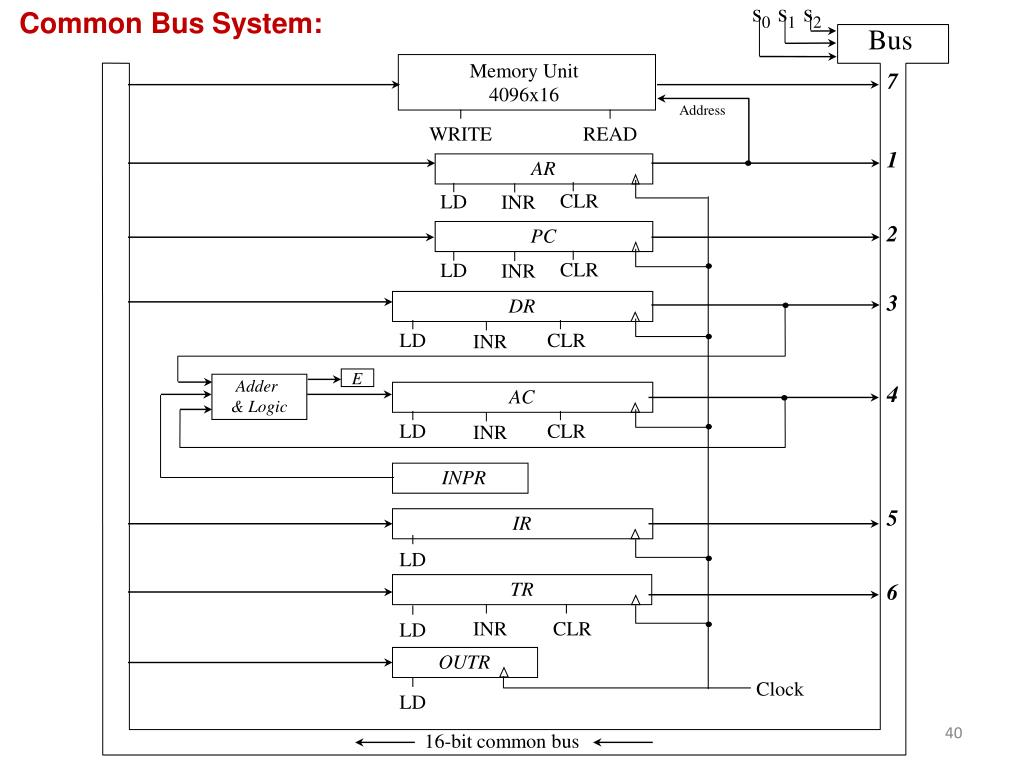 Common Bus System:
S0 S1 S2
Bus
Memory Unit
4096x16
7
Address
WRITE READ
AR
1
LD INR CLR
PC
2
LD INR CLR
DR
3
LD INR CLR
Adder
& Logic
E
AC
4
LD INR CLR
INPR
IR
5
LD
TR
6
LD INR CLR
OUTR
LD
Clock
16-bit common bus
40